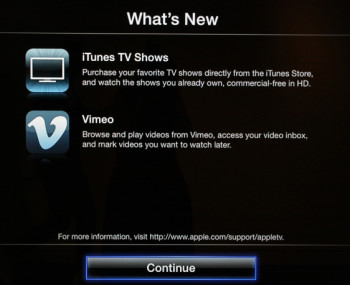 What's New
iTunes TV Shows
Purchase your favorite TV shows directly from the iTunes Store,
and watch the shows you already own, commercial-free in HD.
Vimeo
Browse and play videos from Vimeo, access your video inbox,
and mark videos you want to watch later.
For more information, visit http://www.apple.com/support/appletv.
Continue